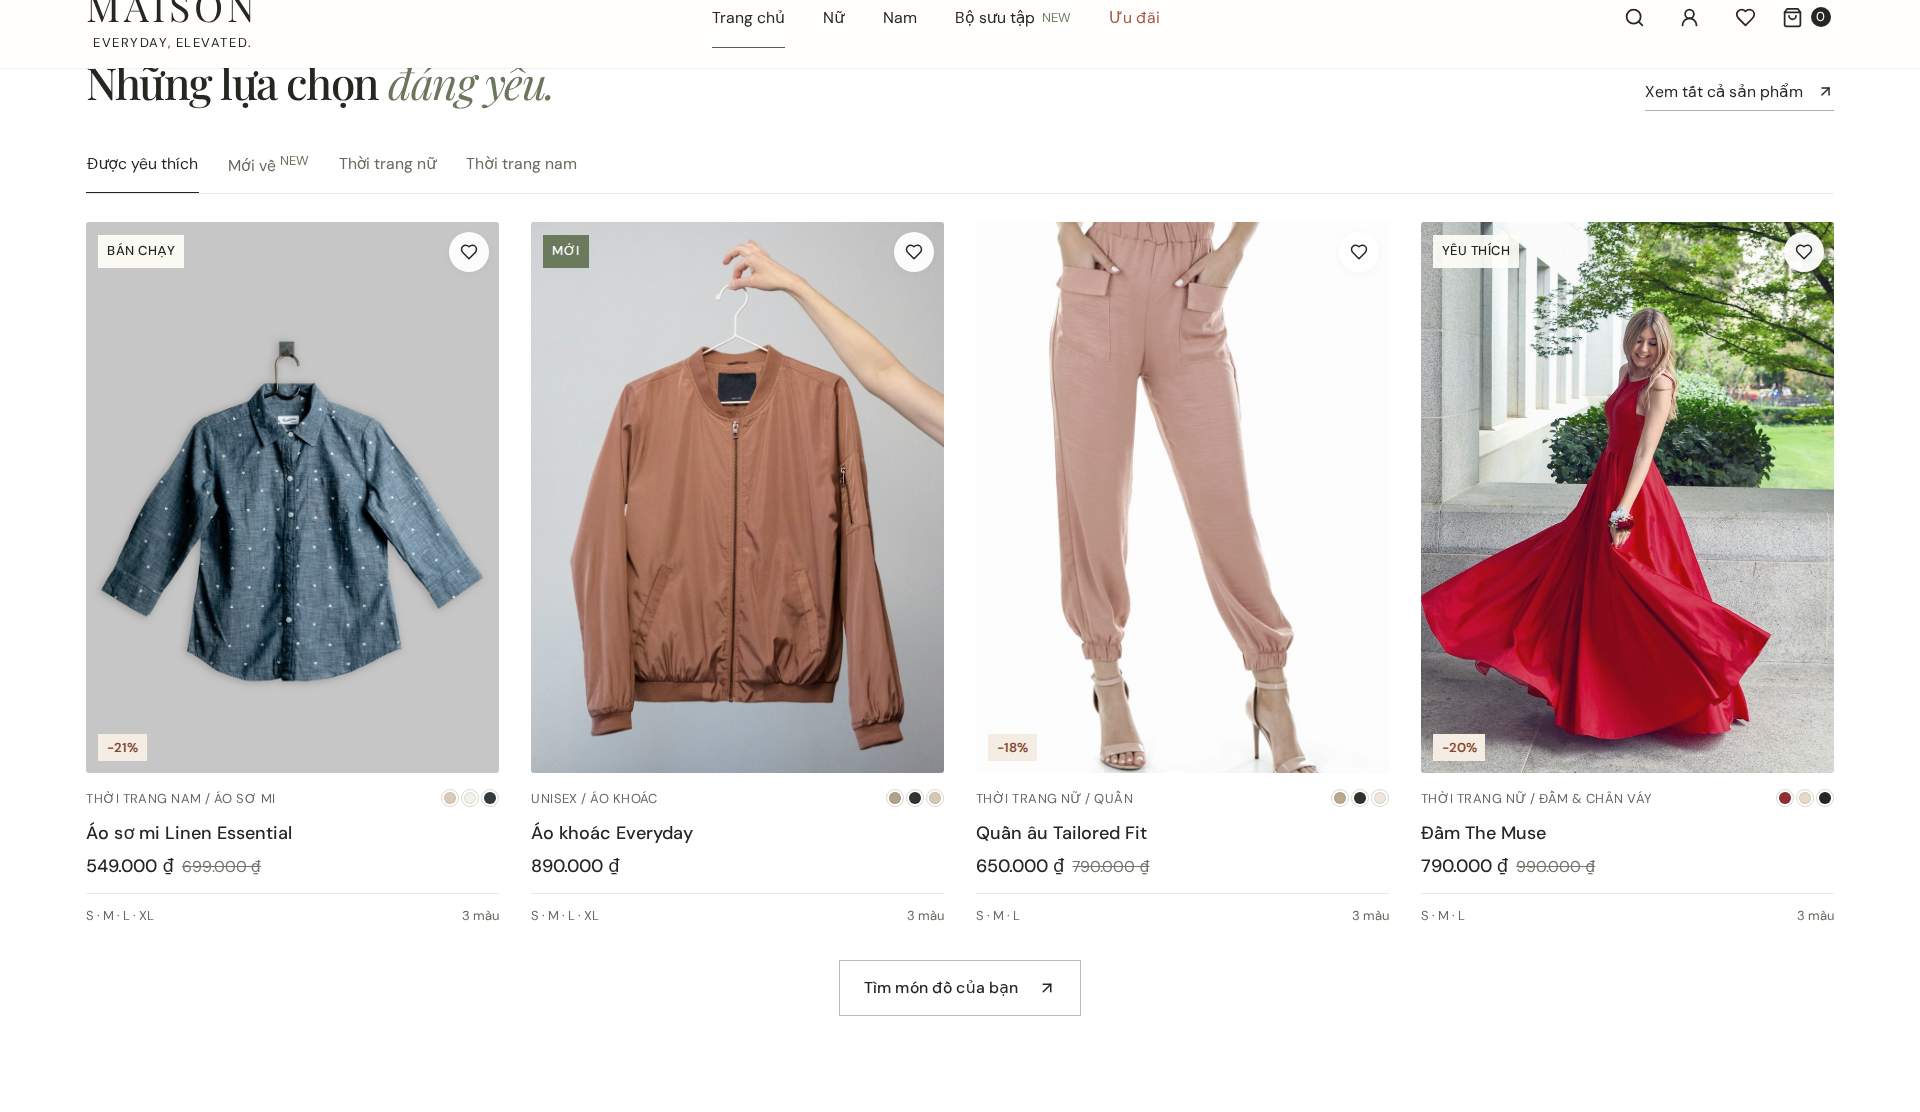 MAISON
EVERYDAY, ELEVATED.
Trang chủ
Nữ
Nam
Bộ sưu tập NEW
Ưu đãi
0
Những lựa chọn đáng yêu.
Xem tất cả sản phẩm
Được yêu thích
Mới về NEW
Thời trang nữ
Thời trang nam
BÁN CHẠY
MỚI
YÊU THÍCH
-21%
-18%
-20%
THỜI TRANG NAM / ÁO SƠ MI
Áo sơ mi Linen Essential
549.000 ₫ 699.000 ₫
S · M · L · XL
3 màu
UNISEX / ÁO KHOÁC
Áo khoác Everyday
890.000 ₫
S · M · L · XL
3 màu
THỜI TRANG NỮ / QUẦN
Quần âu Tailored Fit
650.000 ₫ 790.000 ₫
S · M · L
3 màu
THỜI TRANG NỮ / ĐẦM & CHÂN VÁY
Đầm The Muse
790.000 ₫ 990.000 ₫
S · M · L
3 màu
Tìm món đồ của bạn